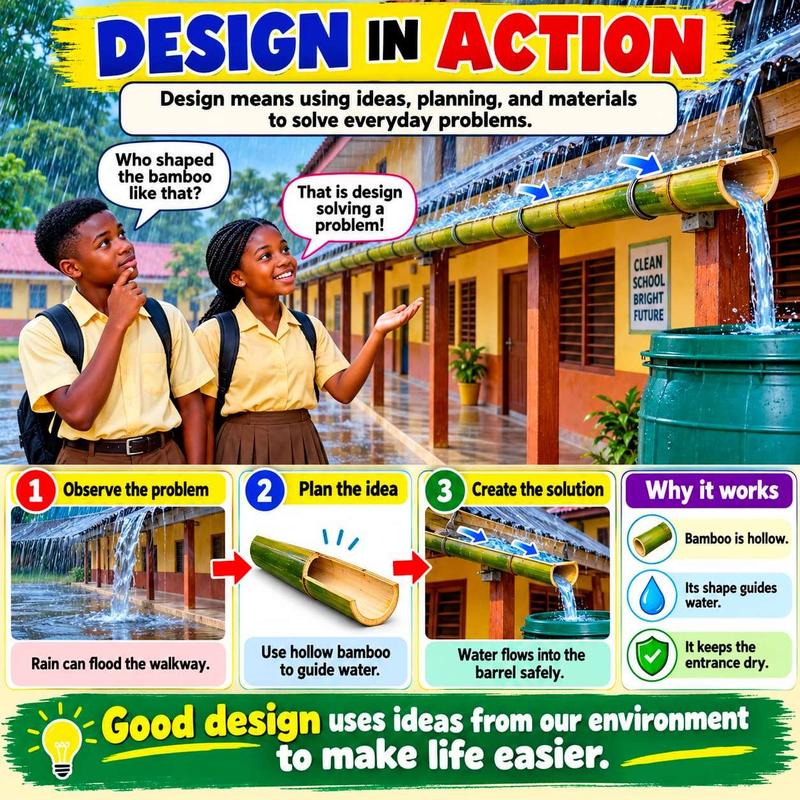 DESIGN IN ACTION
Design means using ideas, planning, and materials
to solve everyday problems.
Who shaped
the bamboo
like that?
That is design
solving a
problem!
CLEAN
SCHOOL
BRIGHT
FUTURE
1 Observe the problem
Rain can flood the walkway.
2 Plan the idea
Use hollow bamboo
to guide water.
3 Create the solution
Water flows into the
barrel safely.
Why it works
Bamboo is hollow.
Its shape guides
water.
It keeps the
entrance dry.
Good design uses ideas from our environment
to make life easier.